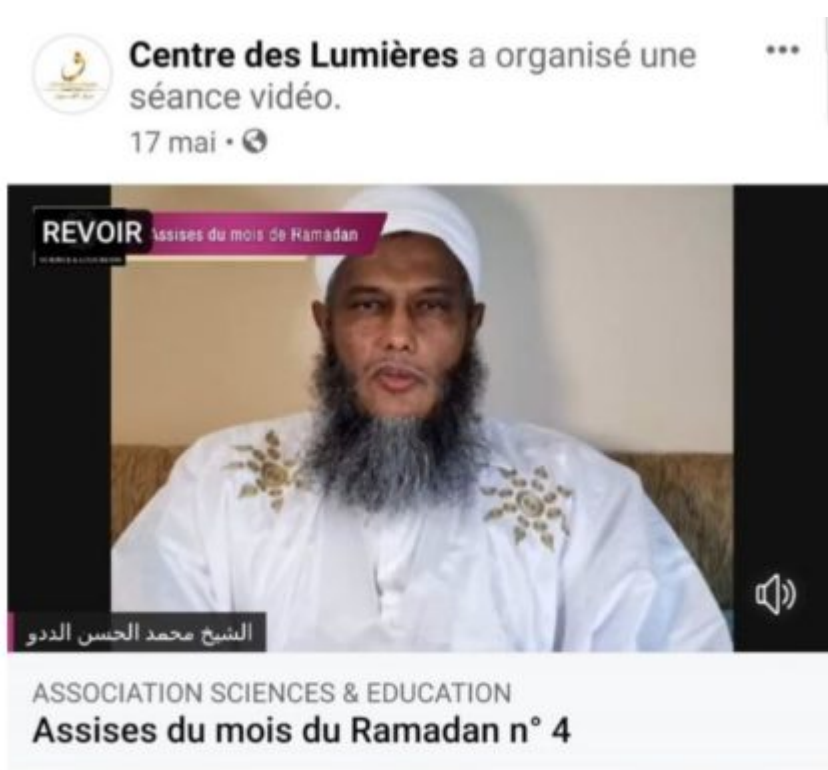 Centre des Lumières a organisé une
séance vidéo.
17 mai •
REVOIR Assises du mois de Ramadan
الشيخ محمد الحسن الددو
ASSOCIATION SCIENCES & EDUCATION
Assises du mois du Ramadan n° 4